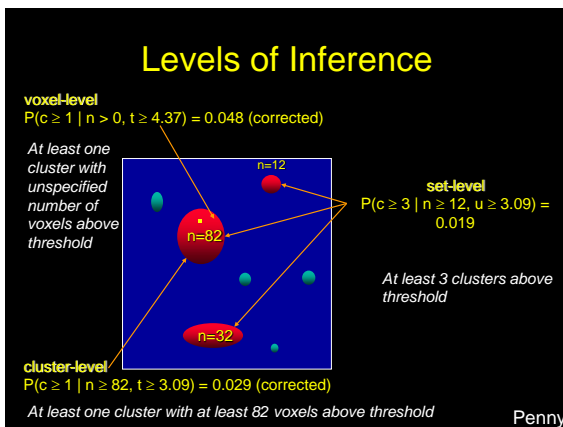 Levels of Inference
voxel-level
P(c ≥ 1 | n > 0, t ≥ 4.37) = 0.048 (corrected)
At least one
cluster with
unspecified
number of
voxels above
threshold
n=12
n=82
n=32
set-level
P(c ≥ 3 | n ≥ 12, u ≥ 3.09) =
0.019
At least 3 clusters above
threshold
cluster-level
P(c ≥ 1 | n ≥ 82, t ≥ 3.09) = 0.029 (corrected)
At least one cluster with at least 82 voxels above threshold
Penny